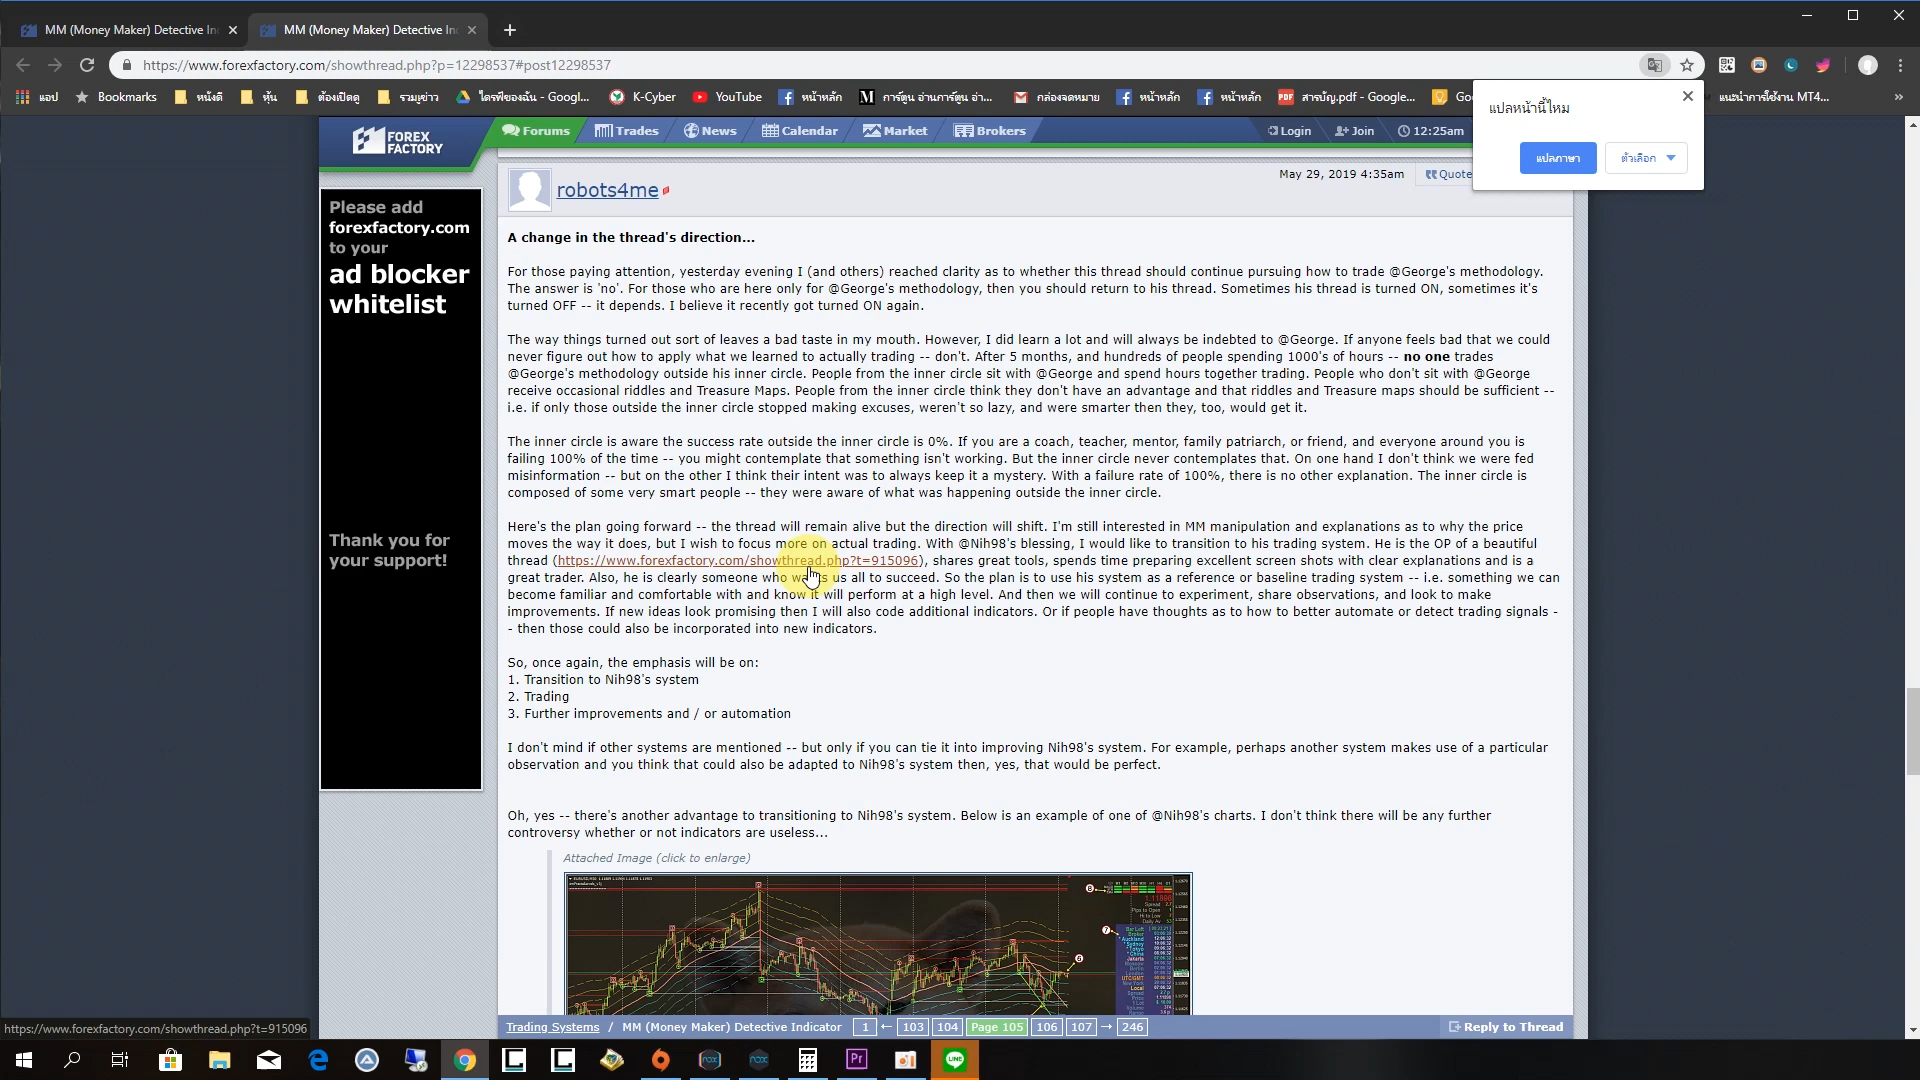 MM (Money Maker) Detective In
MM (Money Maker) Detective In
https://www.forexfactory.com/showthread.php?p=12298537#post12298537
แอป
Bookmarks
หนังดี
หุ้น
ต้องเปิดดู
รวมข่าว
ไดรฟ์ของฉัน - Googl...
K-Cyber
YouTube
หน้าหลัก
การ์ตูน อ่านการ์ตูน อ่า...
กล่องจดหมาย
หน้าหลัก
หน้าหลัก
สารบัญ.pdf - Google...
Go
แนะนำการใช้งาน MT4...
»
แปลหน้านี้ไหม
แปลภาษา
ตัวเลือก
FOREX
FACTORY
Forums
Trades
News
Calendar
Market
Brokers
Login
Join
12:25am
Please add
forexfactory.com
to your
ad blocker
whitelist
Thank you for
your support!
robots4me
May 29, 2019 4:35am
Quote
A change in the thread's direction...
For those paying attention, yesterday evening I (and others) reached clarity as to whether this thread should continue pursuing how to trade @George's methodology.
The answer is 'no'. For those who are here only for @George's methodology, then you should return to his thread. Sometimes his thread is turned ON, sometimes it's
turned OFF -- it depends. I believe it recently got turned ON again.
The way things turned out sort of leaves a bad taste in my mouth. However, I did learn a lot and will always be indebted to @George. If anyone feels bad that we could
never figure out how to apply what we learned to actually trading -- don't. After 5 months, and hundreds of people spending 1000's of hours -- no one trades
@George's methodology outside his inner circle. People from the inner circle sit with @George and spend hours together trading. People who don't sit with @George
receive occasional riddles and Treasure Maps. People from the inner circle think they don't have an advantage and that riddles and Treasure maps should be sufficient --
i.e. if only those outside the inner circle stopped making excuses, weren't so lazy, and were smarter then they, too, would get it.
The inner circle is aware the success rate outside the inner circle is 0%. If you are a coach, teacher, mentor, family patriarch, or friend, and everyone around you is
failing 100% of the time -- you might contemplate that something isn't working. But the inner circle never contemplates that. On one hand I don't think we were fed
misinformation -- but on the other I think their intent was to always keep it a mystery. With a failure rate of 100%, there is no other explanation. The inner circle is
composed of some very smart people -- they were aware of what was happening outside the inner circle.
Here's the plan going forward -- the thread will remain alive but the direction will shift. I'm still interested in MM manipulation and explanations as to why the price
moves the way it does, but I wish to focus more on actual trading. With @Nih98's blessing, I would like to transition to his trading system. He is the OP of a beautiful
thread (https://www.forexfactory.com/showthread.php?t=915096), shares great tools, spends time preparing excellent screen shots with clear explanations and is a
great trader. Also, he is clearly someone who wants us all to succeed. So the plan is to use his system as a reference or baseline trading system -- i.e. something we can
become familiar and comfortable with and know it will perform at a high level. And then we will continue to experiment, share observations, and look to make
improvements. If new ideas look promising then I will also code additional indicators. Or if people have thoughts as to how to better automate or detect trading signals -
- then those could also be incorporated into new indicators.
So, once again, the emphasis will be on:
1. Transition to Nih98's system
2. Trading
3. Further improvements and / or automation
I don't mind if other systems are mentioned -- but only if you can tie it into improving Nih98's system. For example, perhaps another system makes use of a particular
observation and you think that could also be adapted to Nih98's system then, yes, that would be perfect.
Oh, yes -- there's another advantage to transitioning to Nih98's system. Below is an example of one of @Nih98's charts. I don't think there will be any further
controversy whether or not indicators are useless...
Attached Image (click to enlarge)
Trading Systems / MM (Money Maker) Detective Indicator 1 ← 103 104 Page 105 106 107 → 246
Reply to Thread
https://www.forexfactory.com/showthread.php?t=915096